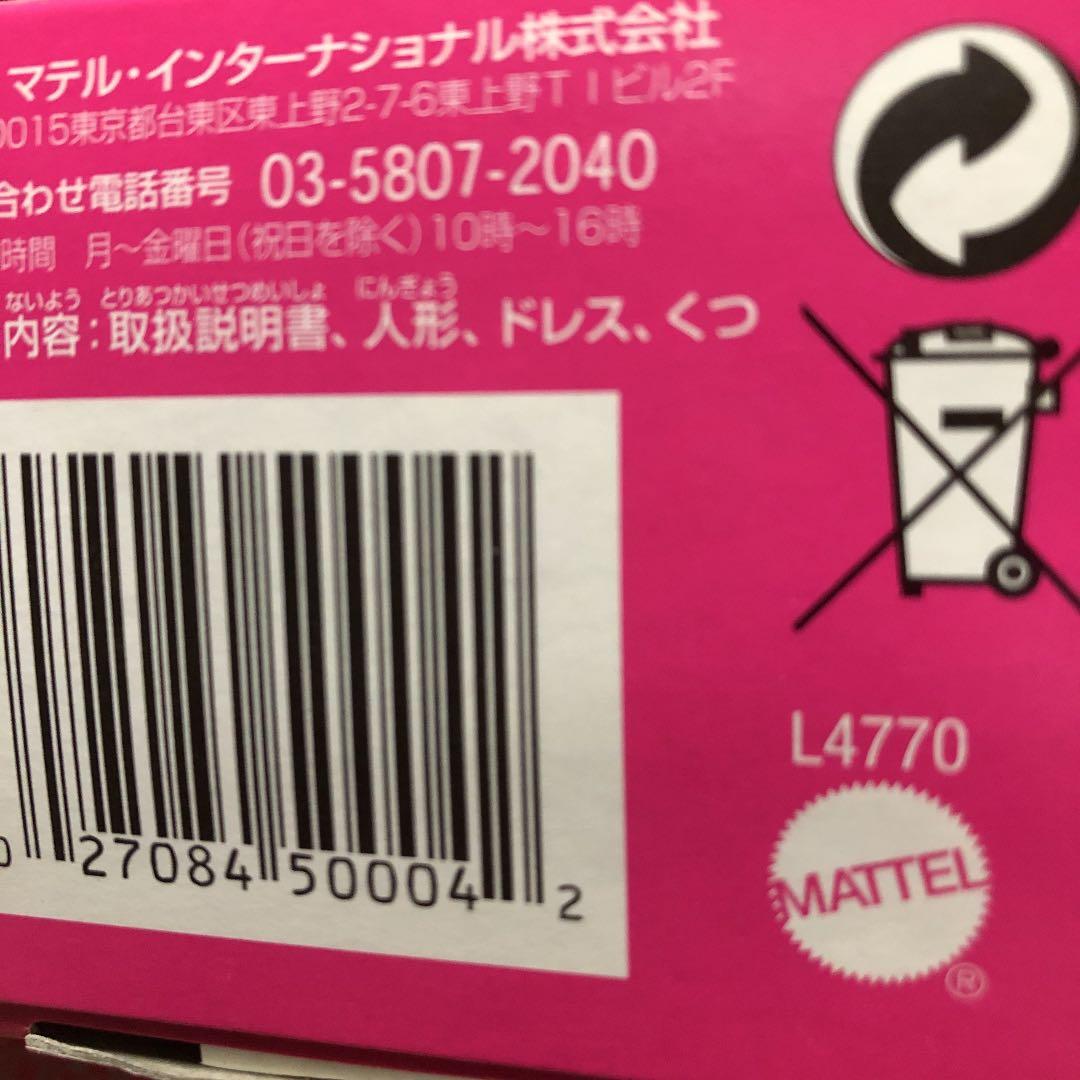 マテル・インターナショナル株式会社
0015東京都台東区東上野2-7-6東上野TIビル2F
合わせ電話番号 03-5807-2040
時間 月～金曜日(祝日を除く)10時～16時
ないよう とりあつかいせつめいしょ にんぎょう
内容:取扱説明書、人形、ドレス、くつ
0 27084 50004 2
L4770
MATTEL
®